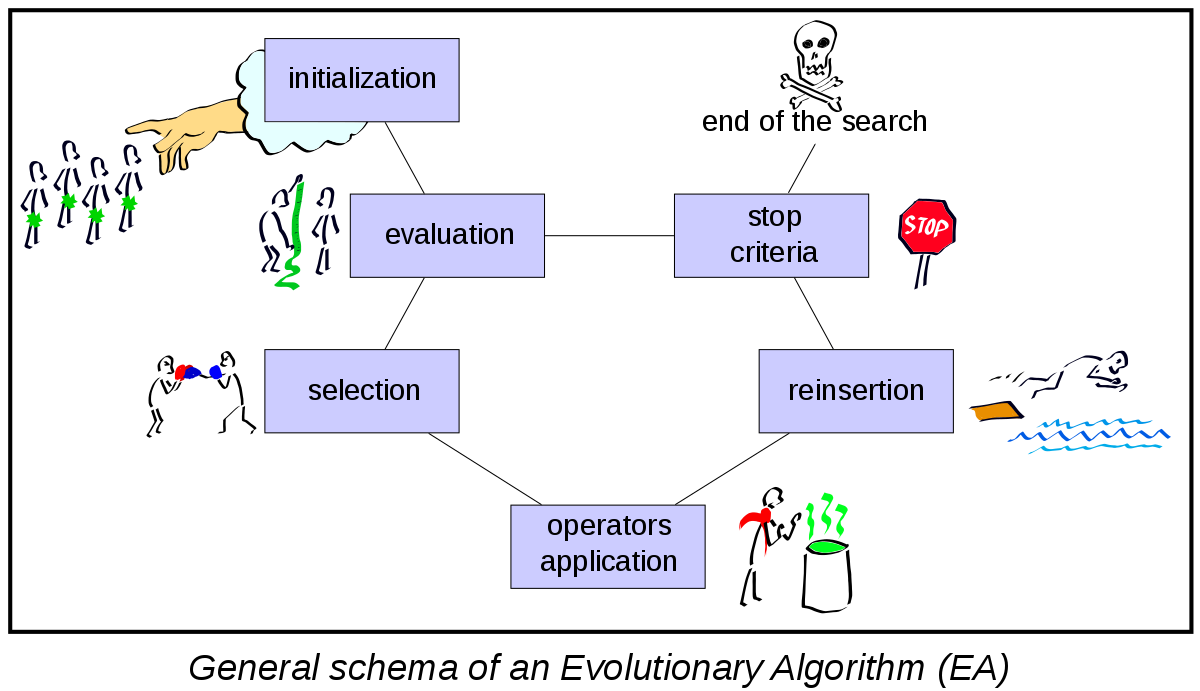 initialization
end of the search
evaluation
stop
criteria
STOP
selection
reinsertion
operators
application
General schema of an Evolutionary Algorithm (EA)